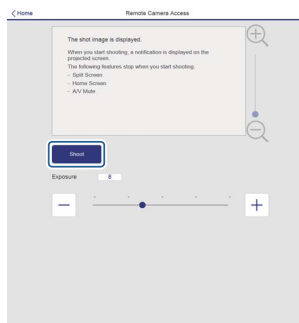 Home
Remote Camera Access
The shot image is displayed.
When you start shooting, a notification is displayed on the
projected screen.
The following features stop when you start shooting.
- Split Screen
- Home Screen
- A/V Mute
Shoot
Exposure 8